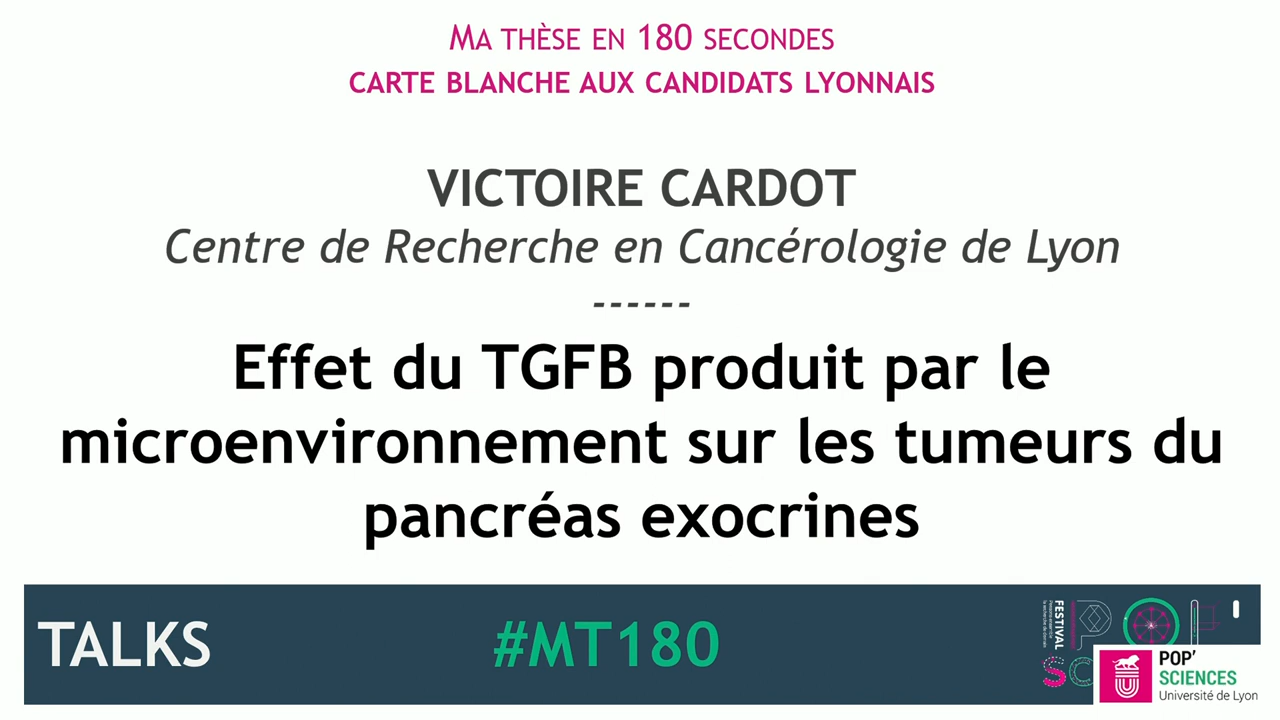 MA THÈSE EN 180 SECONDES
CARTE BLANCHE AUX CANDIDATS LYONNAIS
VICTOIRE CARDOT
Centre de Recherche en Cancérologie de Lyon
------
Effet du TGFB produit par le
microenvironnement sur les tumeurs du
pancréas exocrines
TALKS
#MT180
FESTIVAL
POP'
SCIENCES
Université de Lyon